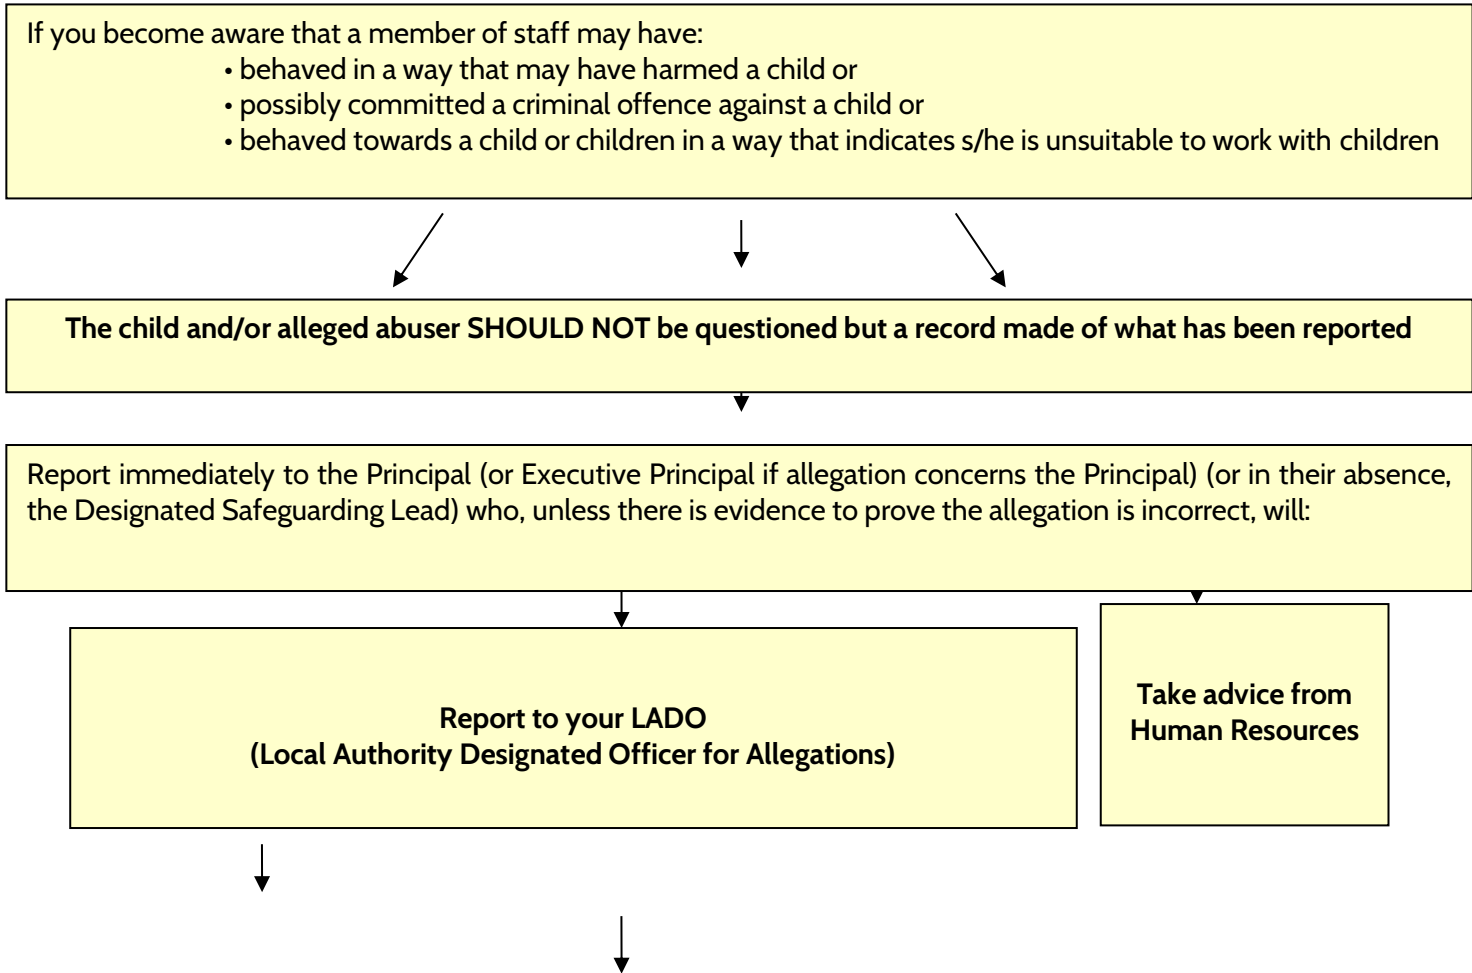 If you become aware that a member of staff may have:
• behaved in a way that may have harmed a child or
• possibly committed a criminal offence against a child or
• behaved towards a child or children in a way that indicates s/he is unsuitable to work with children
The child and/or alleged abuser SHOULD NOT be questioned but a record made of what has been reported
Report immediately to the Principal (or Executive Principal if allegation concerns the Principal) (or in their absence,
the Designated Safeguarding Lead) who, unless there is evidence to prove the allegation is incorrect, will:
Report to your LADO
(Local Authority Designated Officer for Allegations)
Take advice from
Human Resources